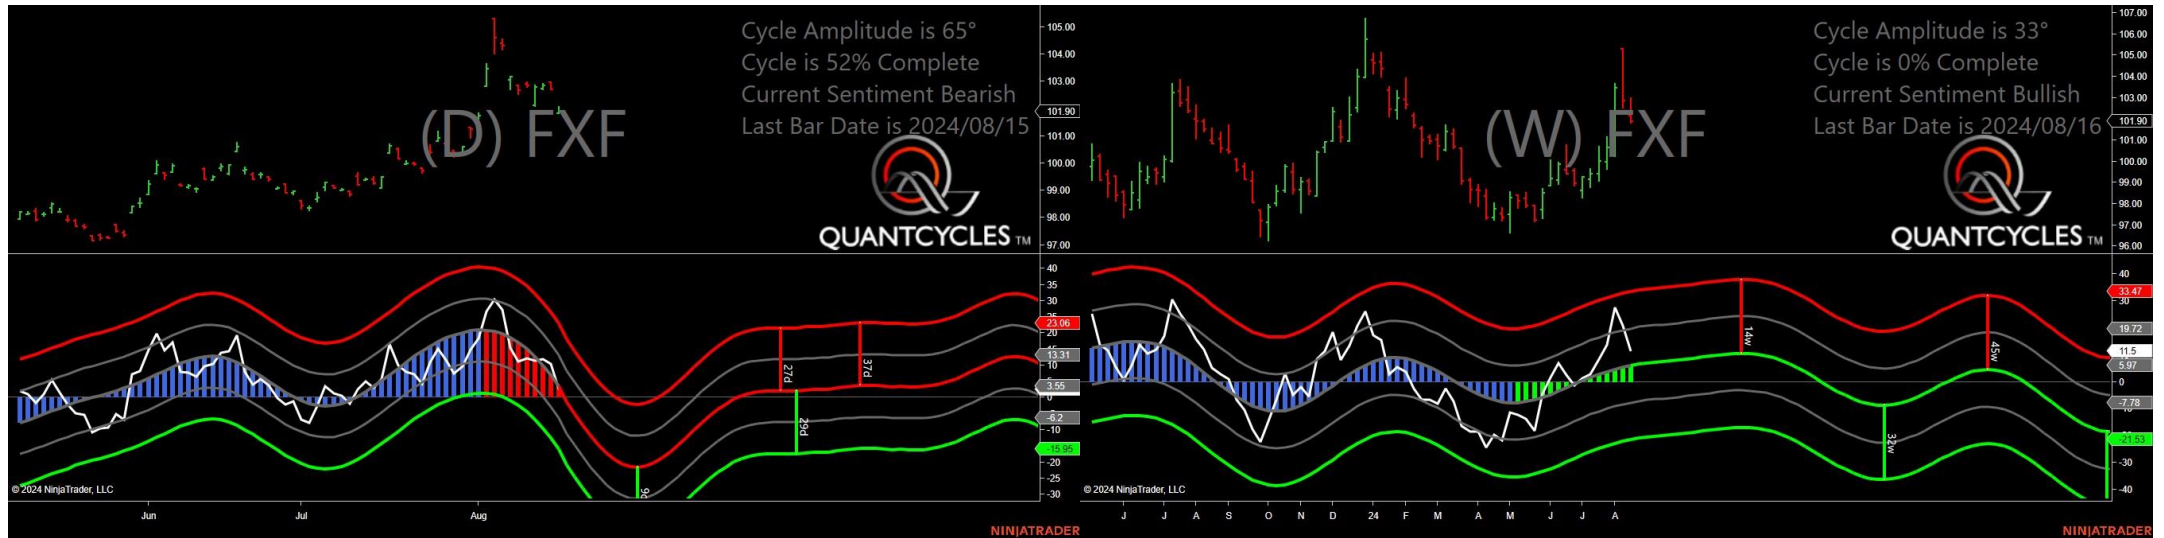 Cycle Amplitude is 65°
Cycle is 52% Complete
Current Sentiment Bearish
Last Bar Date is 2024/08/15
(D) FXF
QUANTCYCLES TM
105.00
104.00
103.00
101.90
101.00
100.00
99.00
98.00
97.00
40
35
30
23.06
20
15
13.31
10
3.55
0
-6.2
-10
-15.95
-20
-25
-30
27d
37d
29d
© 2024 NinjaTrader, LLC
Jun
Jul
Aug
NINJATRADER
Cycle Amplitude is 33°
Cycle is 0% Complete
Current Sentiment Bullish
Last Bar Date is 2024/08/16
(W) FXF
QUANTCYCLES TM
107.00
106.00
105.00
104.00
103.00
101.90
101.00
100.00
99.00
98.00
97.00
96.00
40
33.47
19.72
11.5
5.97
0
-7.78
-21.53
-30
-40
14w
45w
32w
© 2024 NinjaTrader, LLC
J J A S O N D 24 F M A M J J A
NINJATRADER